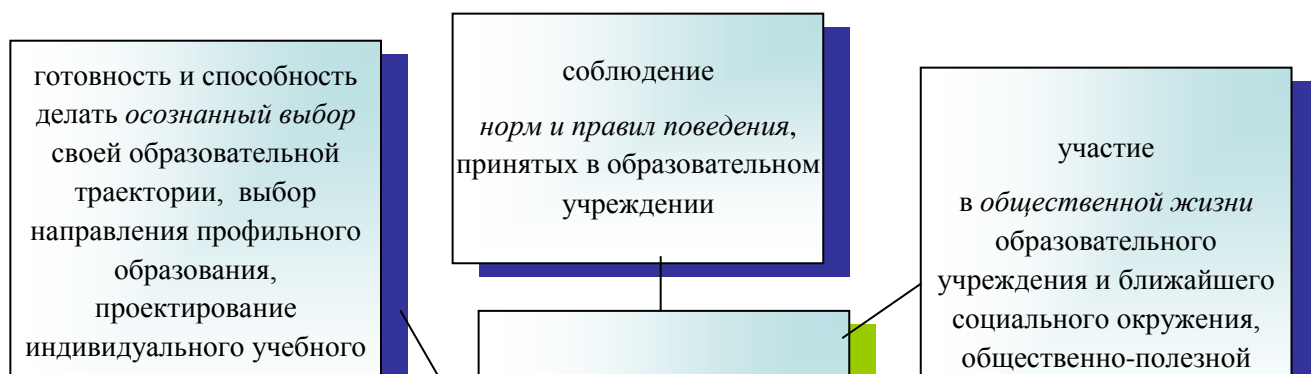 готовность и способность
делать осознанный выбор
своей образовательной
траектории, выбор
направления профильного
образования,
проектирование
индивидуального учебного
соблюдение
норм и правил поведения,
принятых в образовательном
учреждении
участие
в общественной жизни
образовательного
учреждения и ближайшего
социального окружения,
общественно-полезной